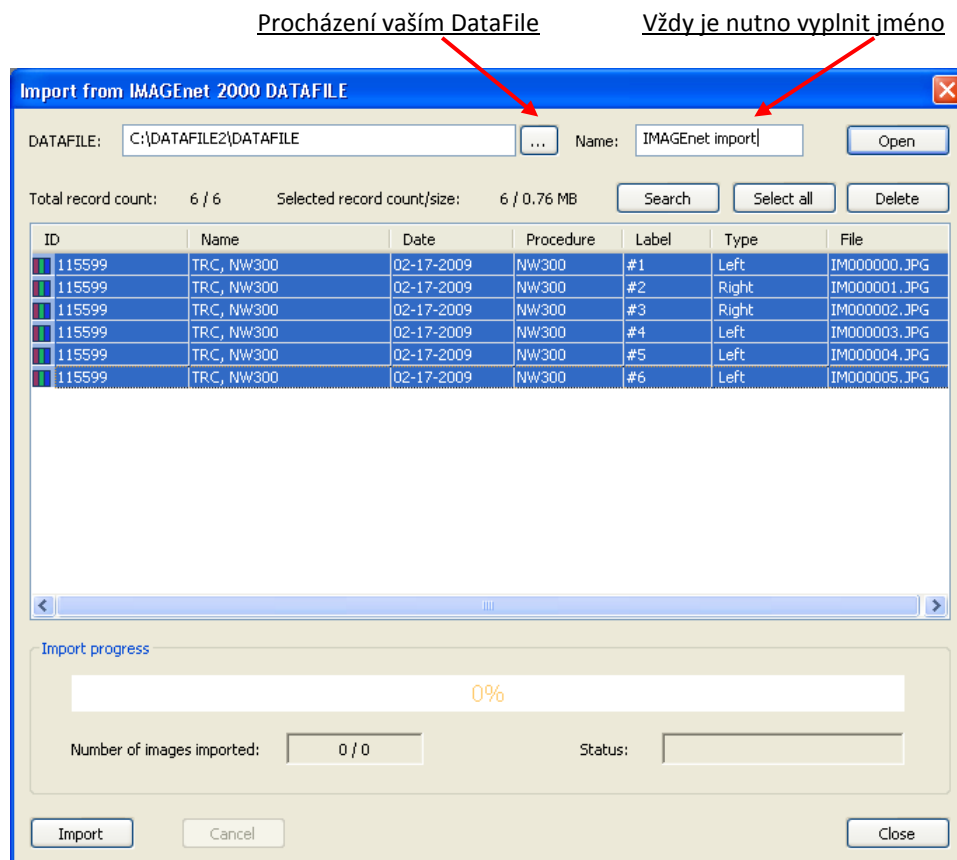 Procházení vaším DataFile Vždy je nutno vyplnit jméno
Import from IMAGEnet 2000 DATAFILE
DATAFILE: C:\DATAFILE2\DATAFILE ... Name: IMAGEnet import Open
Total record count: 6 / 6 Selected record count/size: 6 / 0.76 MB Search Select all Delete
ID Name Date Procedure Label Type File
115599 TRC, NW300 02-17-2009 NW300 #1 Left IM000000.JPG
115599 TRC, NW300 02-17-2009 NW300 #2 Right IM000001.JPG
115599 TRC, NW300 02-17-2009 NW300 #3 Right IM000002.JPG
115599 TRC, NW300 02-17-2009 NW300 #4 Left IM000003.JPG
115599 TRC, NW300 02-17-2009 NW300 #5 Left IM000004.JPG
115599 TRC, NW300 02-17-2009 NW300 #6 Left IM000005.JPG
Import progress
0%
Number of images imported: 0 / 0 Status:
Import Cancel Close